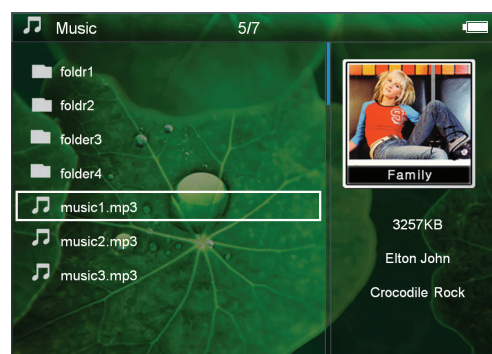 Music 5/7
foldr1
foldr2
folder3
folder4
music1.mp3
music2.mp3
music3.mp3
Family
3257KB
Elton John
Crocodile Rock